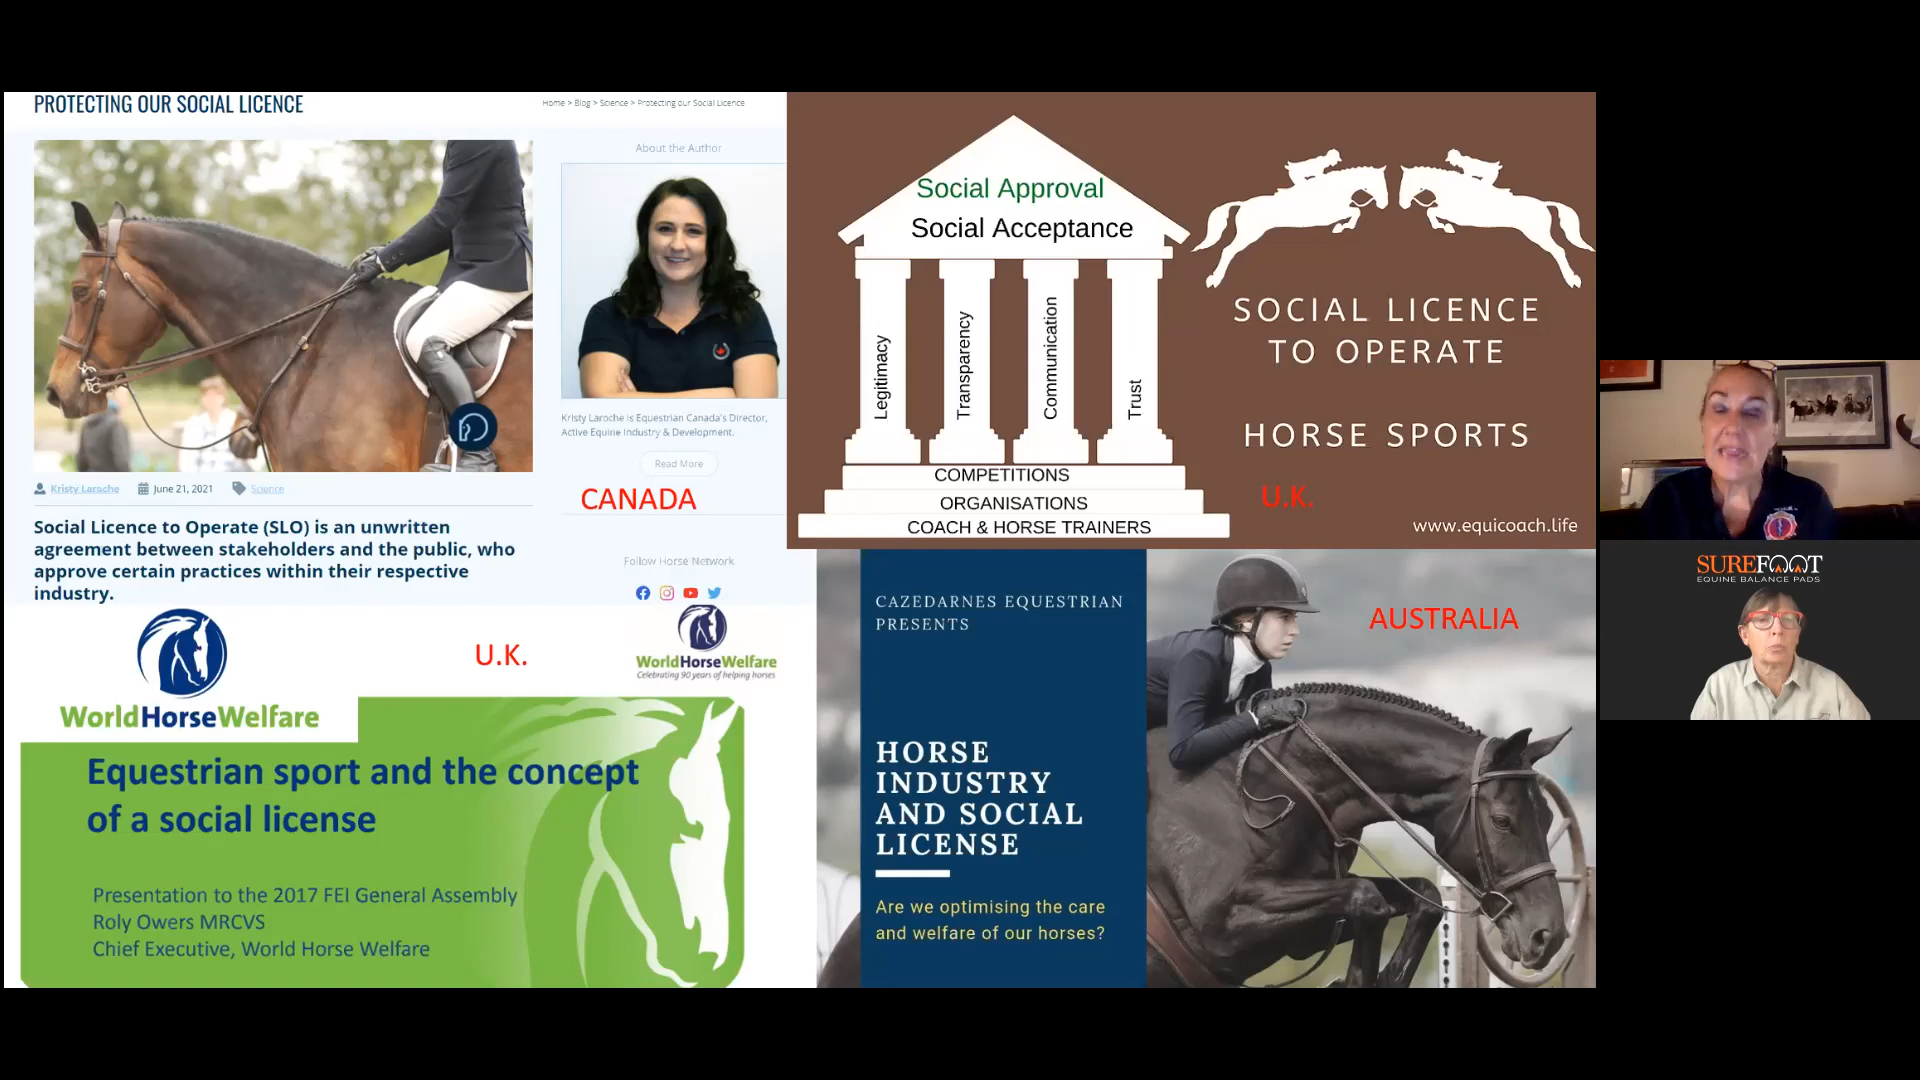 PROTECTING OUR SOCIAL LICENCE
Home > Blog > Science > Protecting our Social Licence
About the Author
Kristy Laroche is Equestrian Canada's Director,
Active Equine Industry & Development.
Read More
CANADA
Kristy Laroche
June 21, 2021
Science
Social Licence to Operate (SLO) is an unwritten
agreement between stakeholders and the public, who
approve certain practices within their respective
industry.
Follow Horse Network
Social Approval
Social Acceptance
Legitimacy
Transparency
Communication
Trust
COMPETITIONS
ORGANISATIONS
COACH & HORSE TRAINERS
SOCIAL LICENCE
TO OPERATE
HORSE SPORTS
U.K.
www.equicoach.life
U.K.
WorldHorseWelfare
WorldHorseWelfare
Celebrating 90 years of helping horses
Equestrian sport and the concept
of a social license
Presentation to the 2017 FEI General Assembly
Roly Owers MRCVS
Chief Executive, World Horse Welfare
CAZEDARNES EQUESTRIAN
PRESENTS
HORSE
INDUSTRY
AND SOCIAL
LICENSE
Are we optimising the care
and welfare of our horses?
AUSTRALIA
SUREFOOT
EQUINE BALANCE PADS